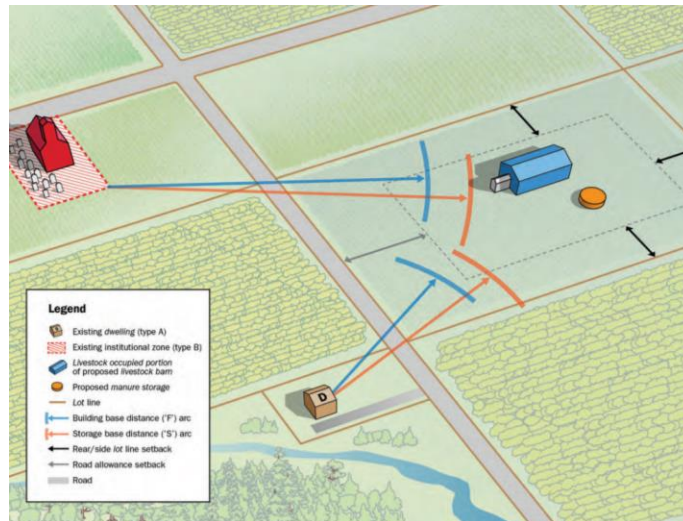 D
Legend
Existing dwelling (type A)
Existing institutional zone (type B)
Livestock occupied portion
of proposed livestock barn
Proposed manure storage
Lot line
Building base distance ('F') arc
Storage base distance ('S') arc
Rear/side lot line setback
Road allowance setback
Road